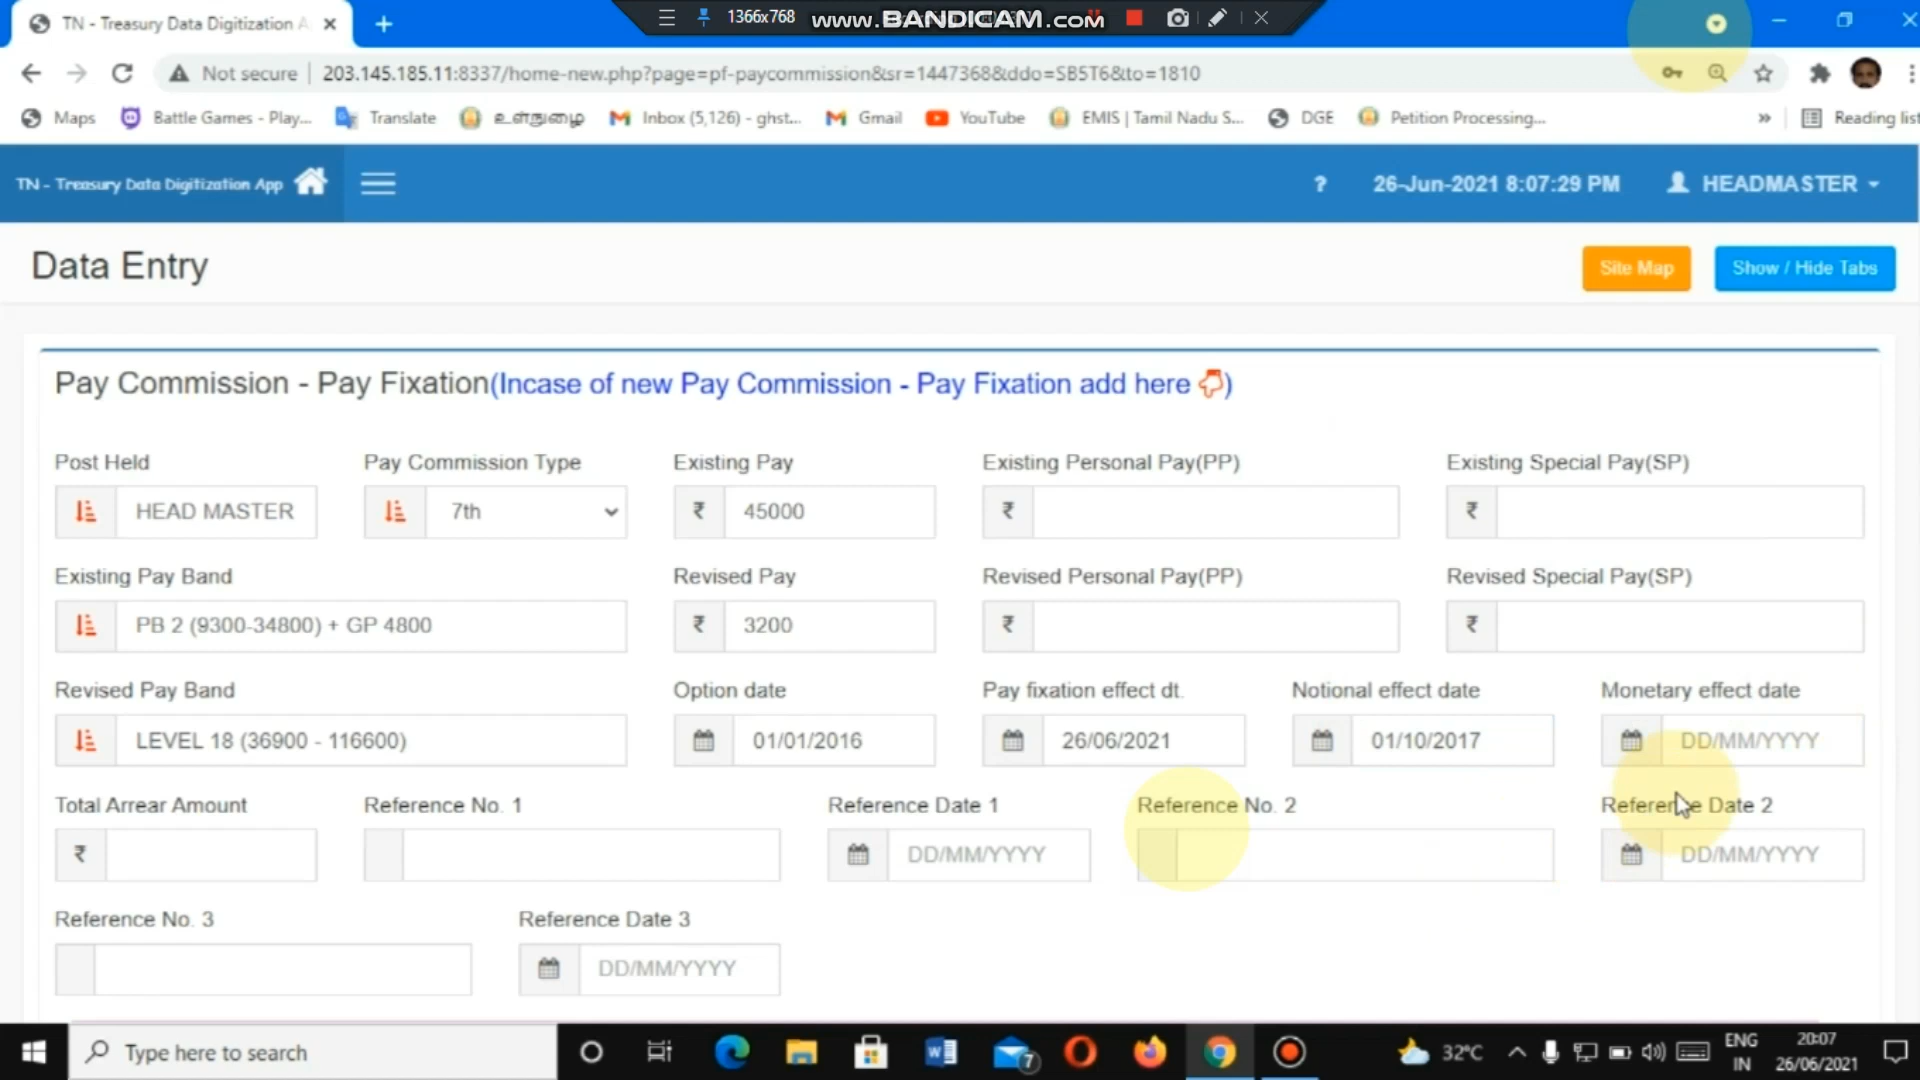 TN - Treasury Data Digitization A
1366x768
www.BANDICAM.com
Not secure
203.145.185.11:8337/home-new.php?page=pf-paycommission&sr=1447368&ddo=SB5T6&to=1810
Maps
Battle Games - Play...
Translate
உள்நுழை
Inbox (5,126) - ghst...
Gmail
YouTube
EMIS | Tamil Nadu S...
DGE
Petition Processing...
»
Reading list
TN - Treasury Data Digitization App
?
26-Jun-2021 8:07:29 PM
HEADMASTER
Data Entry
Site Map
Show / Hide Tabs
Pay Commission - Pay Fixation(Incase of new Pay Commission - Pay Fixation add here )
Post Held
Pay Commission Type
Existing Pay
Existing Personal Pay(PP)
Existing Special Pay(SP)
HEAD MASTER
7th
₹ 45000
₹
₹
Existing Pay Band
Revised Pay
Revised Personal Pay(PP)
Revised Special Pay(SP)
PB 2 (9300-34800) + GP 4800
₹ 3200
₹
₹
Revised Pay Band
Option date
Pay fixation effect dt.
Notional effect date
Monetary effect date
LEVEL 18 (36900 - 116600)
01/01/2016
26/06/2021
01/10/2017
DD/MM/YYYY
Total Arrear Amount
Reference No. 1
Reference Date 1
Reference No. 2
Reference Date 2
₹
DD/MM/YYYY
DD/MM/YYYY
Reference No. 3
Reference Date 3
DD/MM/YYYY
Type here to search
7
32°C
ENG
IN
20:07
26/06/2021